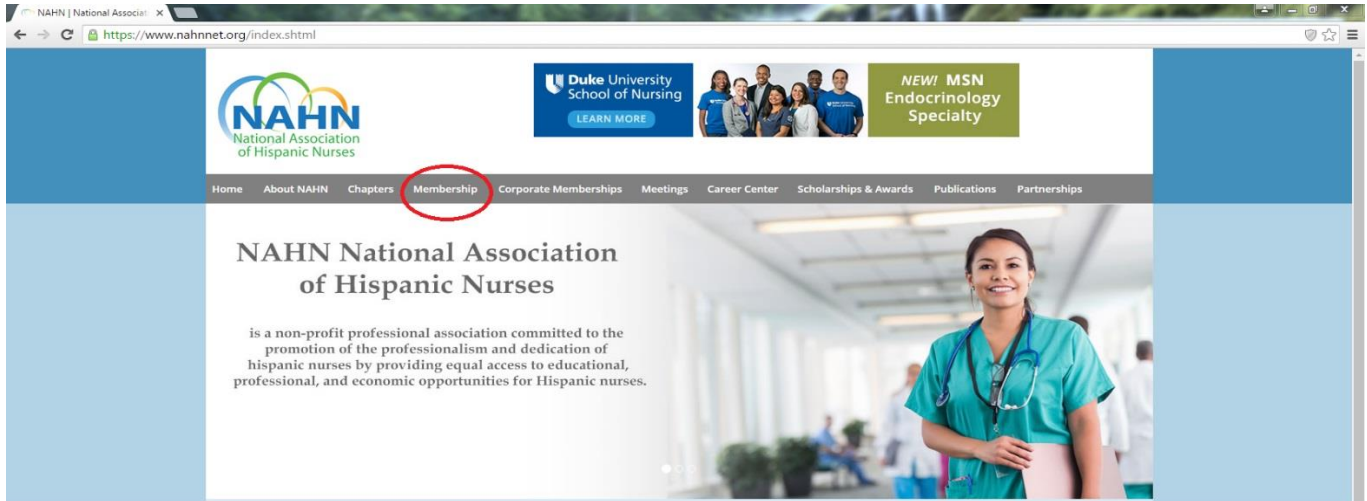 NAHN | National Associat
https://www.nahnnet.org/index.shtml
NAHN
National Association
of Hispanic Nurses
Duke University
School of Nursing
LEARN MORE
NEW! MSN
Endocrinology
Specialty
Home About NAHN Chapters Membership Corporate Memberships Meetings Career Center Scholarships & Awards Publications Partnerships
NAHN National Association
of Hispanic Nurses
is a non-profit professional association committed to the
promotion of the professionalism and dedication of
hispanic nurses by providing equal access to educational,
professional, and economic opportunities for Hispanic nurses.